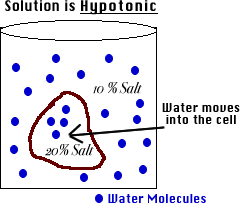 Solution is Hypotonic
10 % Salt
Water moves
into the cell
20% Salt
Water Molecules